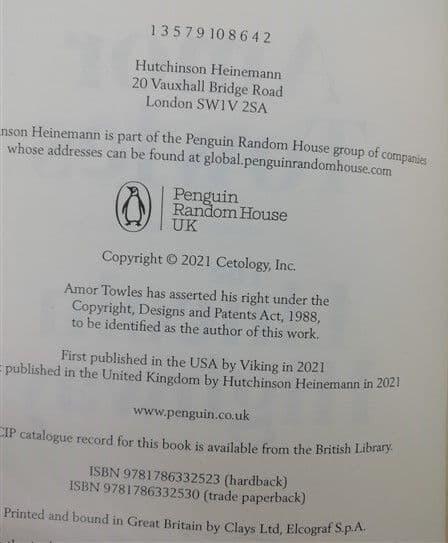 1 3 5 7 9 10 8 6 4 2
Hutchinson Heinemann
20 Vauxhall Bridge Road
London SW1V 2SA
nson Heinemann is part of the Penguin Random House group of companies
whose addresses can be found at global.penguinrandomhouse.com
Penguin
Random House
UK
Copyright © 2021 Cetology, Inc.
Amor Towles has asserted his right under the
Copyright, Designs and Patents Act, 1988,
to be identified as the author of this work.
First published in the USA by Viking in 2021
published in the United Kingdom by Hutchinson Heinemann in 2021
www.penguin.co.uk
CIP catalogue record for this book is available from the British Library.
ISBN 9781786332523 (hardback)
ISBN 9781786332530 (trade paperback)
Printed and bound in Great Britain by Clays Ltd, Elcograf S.p.A.